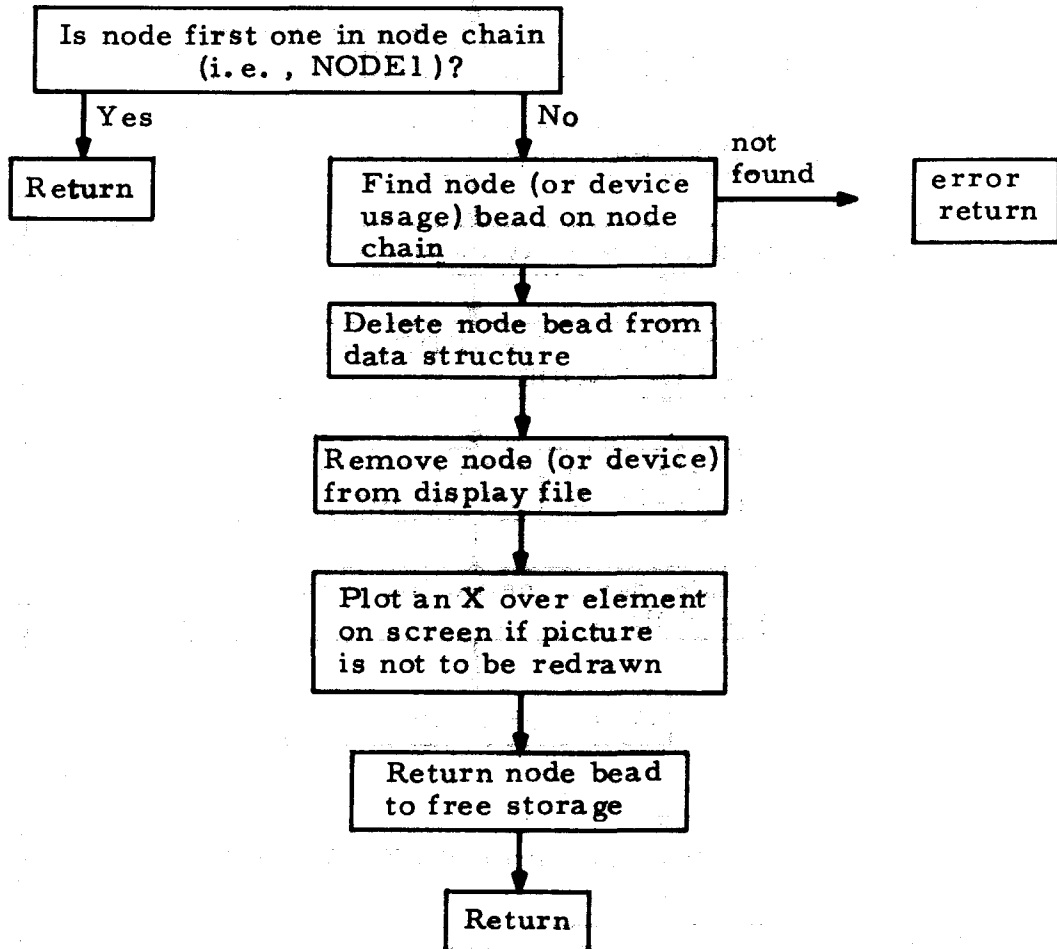 Is node first one in node chain
(i.e., NODE1)?
Yes
No
Return
not
found
Find node (or device
usage) bead on node
chain
error
return
Delete node bead from
data structure
Remove node (or device)
from display file
Plot an X over element
on screen if picture
is not to be redrawn
Return node bead
to free storage
Return